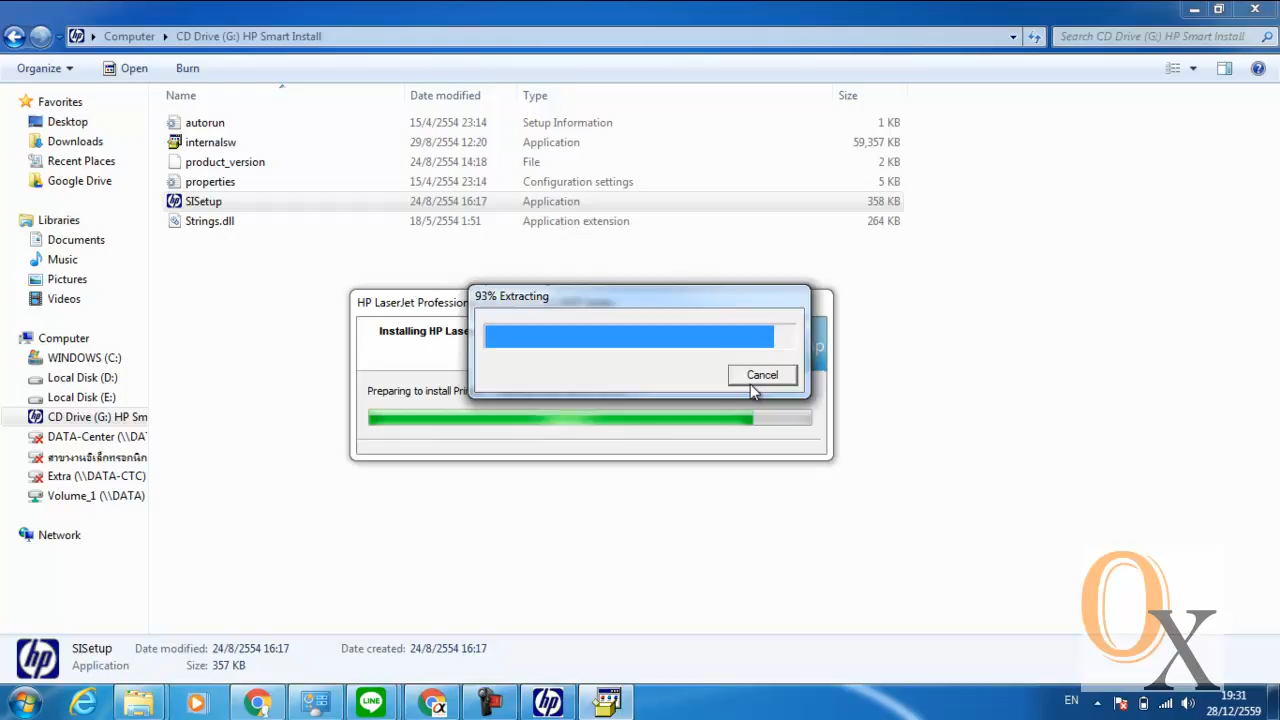 Computer ▸ CD Drive (G:) HP Smart Install
Search CD Drive (G:) HP Smart Install
Organize
Open
Burn
Name
Date modified
Type
Size
autorun
15/4/2554 23:14
Setup Information
1 KB
internalsw
29/8/2554 12:20
Application
59,357 KB
product_version
24/8/2554 14:18
File
2 KB
properties
15/4/2554 23:14
Configuration settings
5 KB
SISetup
24/8/2554 16:17
Application
358 KB
Strings.dll
18/5/2554 1:51
Application extension
264 KB
Favorites
Desktop
Downloads
Recent Places
Google Drive
Libraries
Documents
Music
Pictures
Videos
Computer
WINDOWS (C:)
Local Disk (D:)
Local Disk (E:)
CD Drive (G:) HP Sm
DATA-Center (\\DAT
สาขางานอิเล็กทรอกนิก
Extra (\\DATA-CTC)
Volume_1 (\\DATA)
Network
HP LaserJet Profession
93% Extracting
Installing HP Lase
Cancel
Preparing to install Pri
hp
SISetup
Date modified: 24/8/2554 16:17
Date created: 24/8/2554 16:17
Application
Size: 357 KB
hp
OX
LINE
EN
19:31
28/12/2559